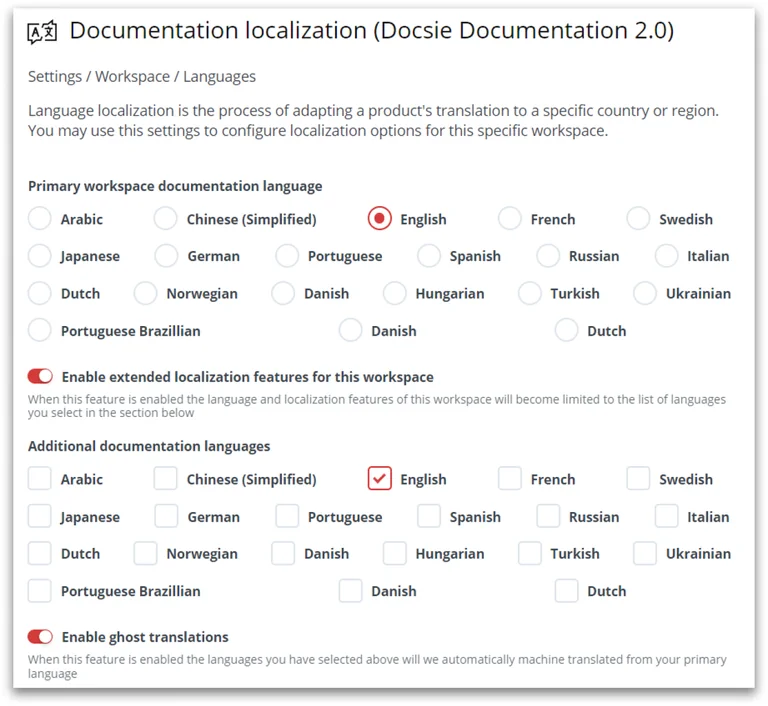 Documentation localization (Docsie Documentation 2.0)
Settings / Workspace / Languages
Language localization is the process of adapting a product's translation to a specific country or region.
You may use this settings to configure localization options for this specific workspace.
Primary workspace documentation language
Arabic Chinese (Simplified) English French Swedish
Japanese German Portuguese Spanish Russian Italian
Dutch Norwegian Danish Hungarian Turkish Ukrainian
Portuguese Brazillian Danish Dutch
Enable extended localization features for this workspace
When this feature is enabled the language and localization features of this workspace will become limited to the list of languages
you select in the section below
Additional documentation languages
Arabic Chinese (Simplified) English French Swedish
Japanese German Portuguese Spanish Russian Italian
Dutch Norwegian Danish Hungarian Turkish Ukrainian
Portuguese Brazillian Danish Dutch
Enable ghost translations
When this feature is enabled the languages you have selected above will we automatically machine translated from your primary
language